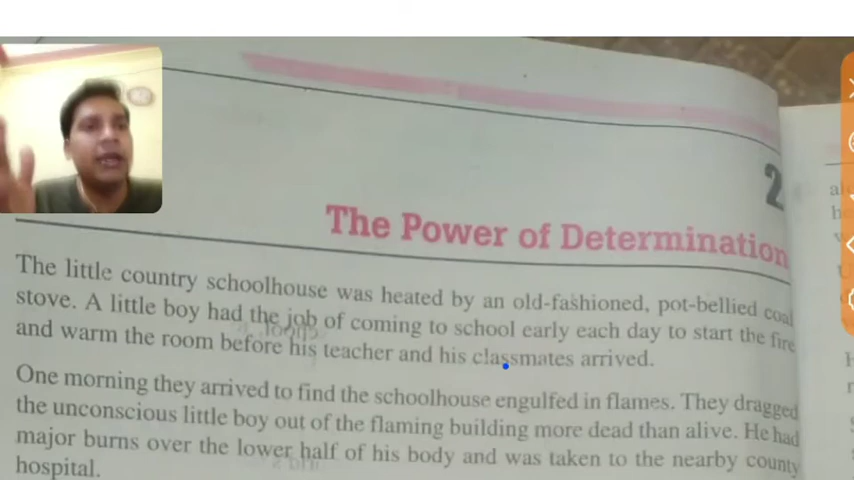 2
The Power of Determination
The little country schoolhouse was heated by an old-fashioned, pot-bellied coal
stove. A little boy had the job of coming to school early each day to start the fire
and warm the room before his teacher and his classmates arrived.
One morning they arrived to find the schoolhouse engulfed in flames. They dragged
the unconscious little boy out of the flaming building more dead than alive. He had
major burns over the lower half of his body and was taken to the nearby county
hospital.